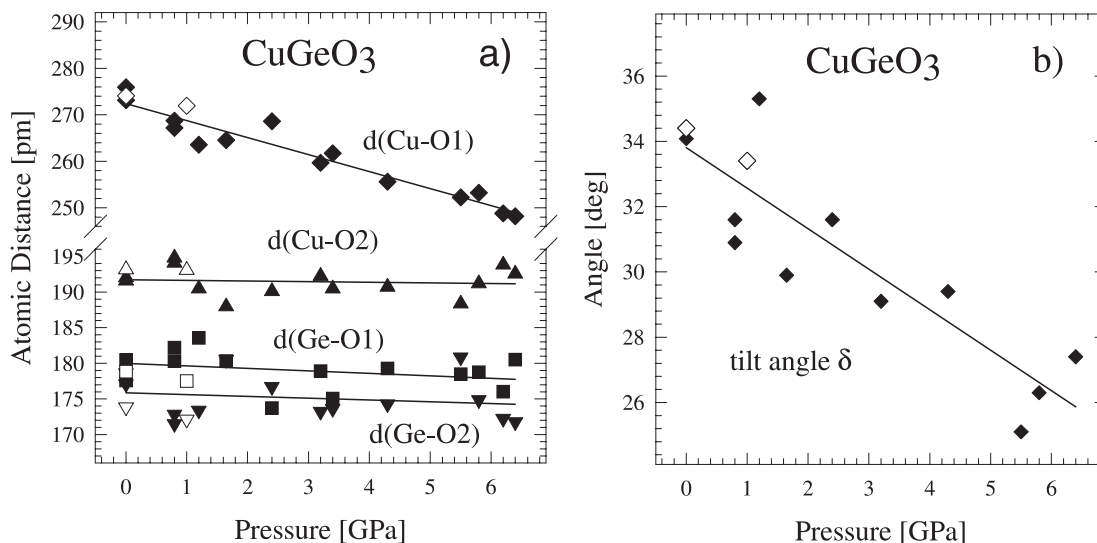 CuGeO3 a)
Atomic Distance [pm]
290
280
270
260
250
195
190
185
180
175
170
d(Cu-O1)
d(Cu-O2)
d(Ge-O1)
d(Ge-O2)
0 1 2 3 4 5 6
Pressure [GPa]
CuGeO3 b)
Angle [deg]
36
34
32
30
28
26
tilt angle δ
0 1 2 3 4 5 6
Pressure [GPa]